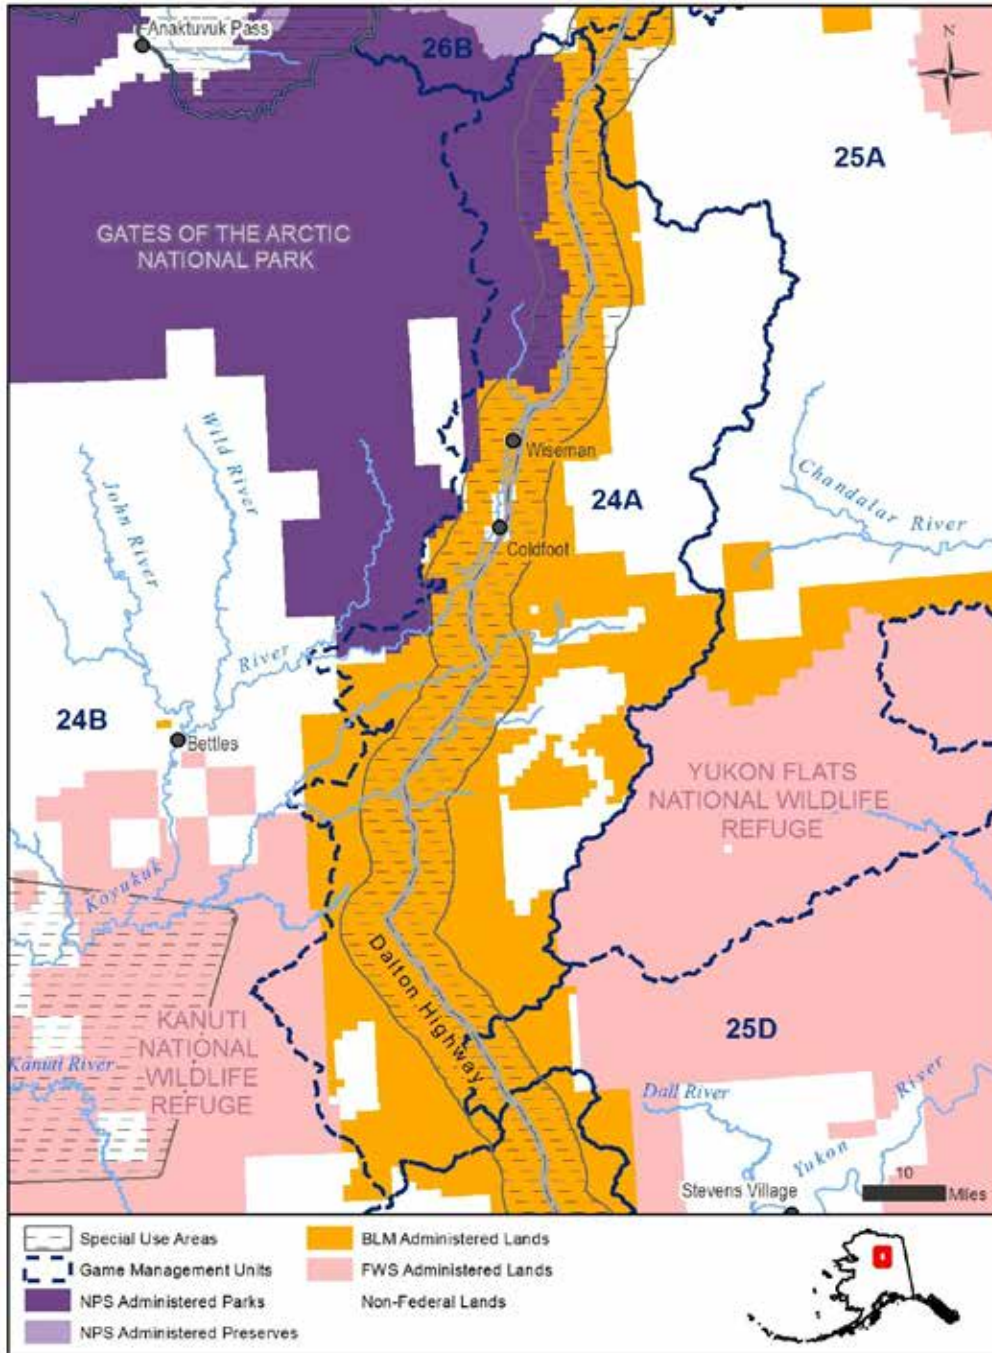 Anaktuvuk Pass
26B
N
25A
GATES OF THE ARCTIC
NATIONAL PARK
Wiseman
Wild River
John River
24A
Chandalar River
Coldfoot
River
24B
Bettles
YUKON FLATS
NATIONAL WILDLIFE
REFUGE
Koyukuk
Dalton Highway
KANUTI
NATIONAL
WILDLIFE
REFUGE
25D
Kanuti River
Dall River
Yukon River
Stevens Village
10
Miles
Special Use Areas
Game Management Units
NPS Administered Parks
NPS Administered Preserves
BLM Administered Lands
FWS Administered Lands
Non-Federal Lands